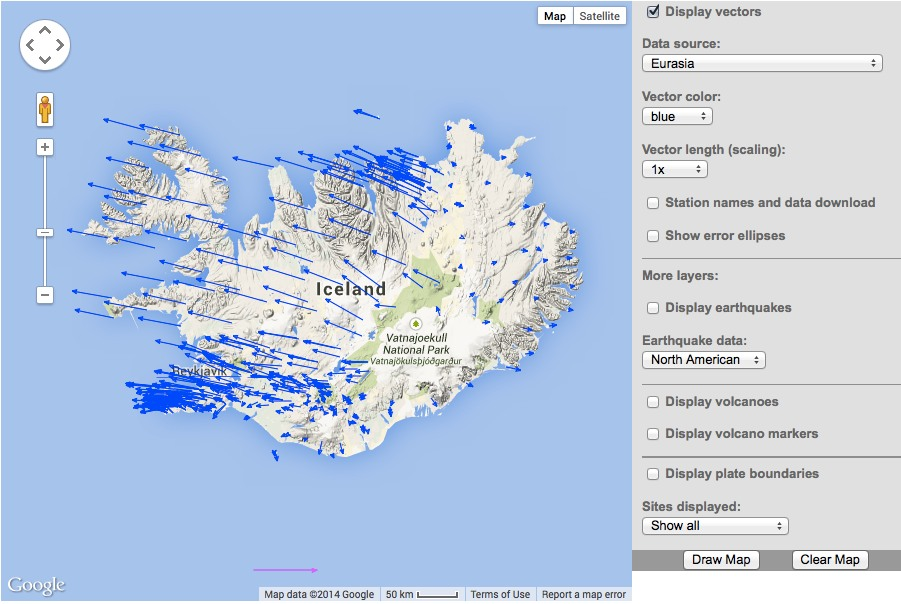 Map
Satellite
Iceland
Vatnajoekull
National Park
Vatnajökulsþjóðgarður
Reykjavik
Google
Map data ©2014 Google
50 km
Terms of Use
Report a map error
Display vectors
Data source:
Eurasia
Vector color:
blue
Vector length (scaling):
1x
Station names and data download
Show error ellipses
More layers:
Display earthquakes
Earthquake data:
North American
Display volcanoes
Display volcano markers
Display plate boundaries
Sites displayed:
Show all
Draw Map
Clear Map